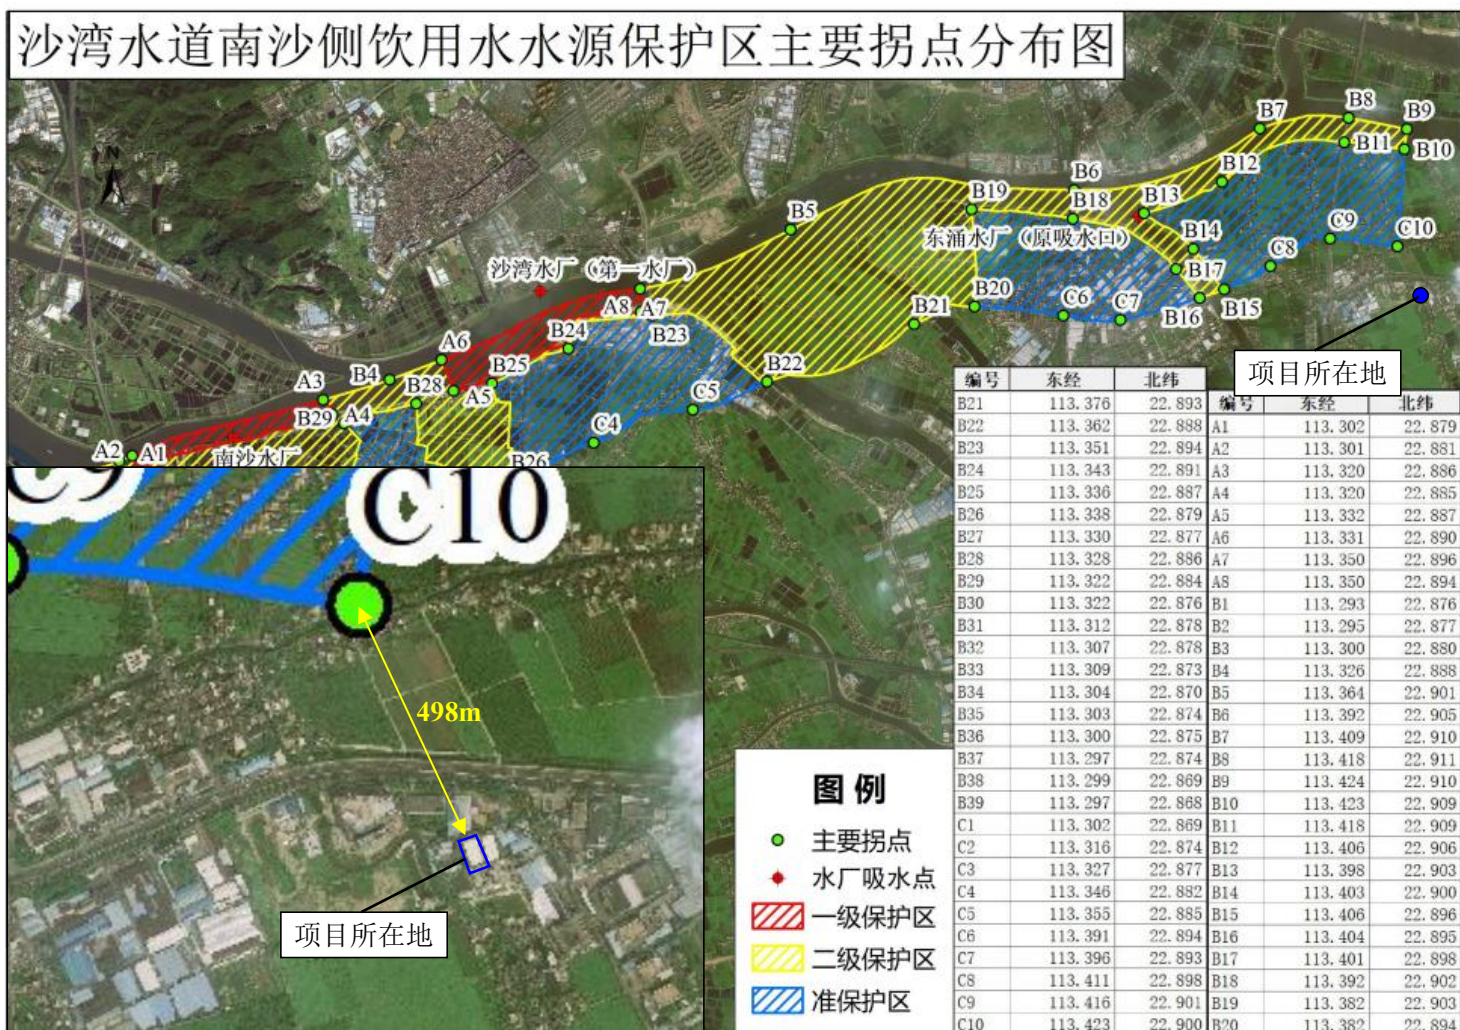 沙湾水道南沙侧饮用水水源保护区主要拐点分布图
N
B7
B8
B9
B11
B10
B12
B6
B19
B18
B13
B5
东涌水厂（原吸水口）
B14
C9
C10
沙湾水厂（第一水厂）
C8
B17
A8
A7
B20
B21
C6
C7
B16
B15
B24
B23
A6
B25
B22
项目所在地
B4
B28
A3
A5
C5
B29
A4
C4
A2
A1
南沙水厂
B26
C9
C10
498m
项目所在地
图 例
主要拐点
水厂吸水点
一级保护区
二级保护区
准保护区
编号 东经 北纬
B21 113.376 22.893
B22 113.362 22.888
B23 113.351 22.894
B24 113.343 22.891
B25 113.336 22.887
B26 113.338 22.879
B27 113.330 22.877
B28 113.328 22.886
B29 113.322 22.884
B30 113.322 22.876
B31 113.312 22.878
B32 113.307 22.878
B33 113.309 22.873
B34 113.304 22.870
B35 113.303 22.874
B36 113.300 22.875
B37 113.297 22.874
B38 113.299 22.869
B39 113.297 22.868
C1 113.302 22.869
C2 113.316 22.874
C3 113.327 22.877
C4 113.346 22.882
C5 113.355 22.885
C6 113.391 22.894
C7 113.396 22.893
C8 113.411 22.898
C9 113.416 22.901
C10 113.423 22.900
编号 东经 北纬
A1 113.302 22.879
A2 113.301 22.881
A3 113.320 22.886
A4 113.320 22.885
A5 113.332 22.887
A6 113.331 22.890
A7 113.350 22.896
A8 113.350 22.894
B1 113.293 22.876
B2 113.295 22.877
B3 113.300 22.880
B4 113.326 22.888
B5 113.364 22.901
B6 113.392 22.905
B7 113.409 22.910
B8 113.418 22.911
B9 113.424 22.910
B10 113.423 22.909
B11 113.418 22.909
B12 113.406 22.906
B13 113.398 22.903
B14 113.403 22.900
B15 113.406 22.896
B16 113.404 22.895
B17 113.401 22.898
B18 113.392 22.902
B19 113.382 22.903
B20 113.382 22.894